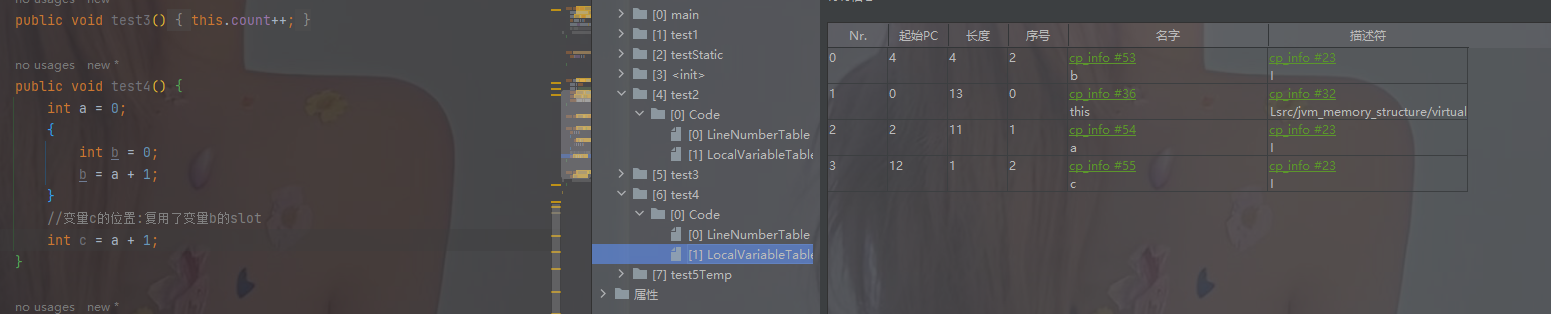 no usages   new *
public void test3() { this.count++; }
no usages   new *
public void test4() {
int a = 0;
{
int b = 0;
b = a + 1;
}
//变量c的位置:复用了变量b的slot
int c = a + 1;
}
no usages   new *
[0] main
[1] test1
[2] testStatic
[3] <init>
[4] test2
[0] Code
[0] LineNumberTable
[1] LocalVariableTable
[5] test3
[6] test4
[0] Code
[0] LineNumberTable
[1] LocalVariableTable
[7] test5Temp
属性
Nr. 起始PC 长度 序号 名字 描述符
0 4 4 2 cp_info #53 cp_info #23
b I
1 0 13 0 cp_info #36 cp_info #32
this Lsrc/jvm_memory_structure/virtual
2 2 11 1 cp_info #54 cp_info #23
a I
3 12 1 2 cp_info #55 cp_info #23
c I